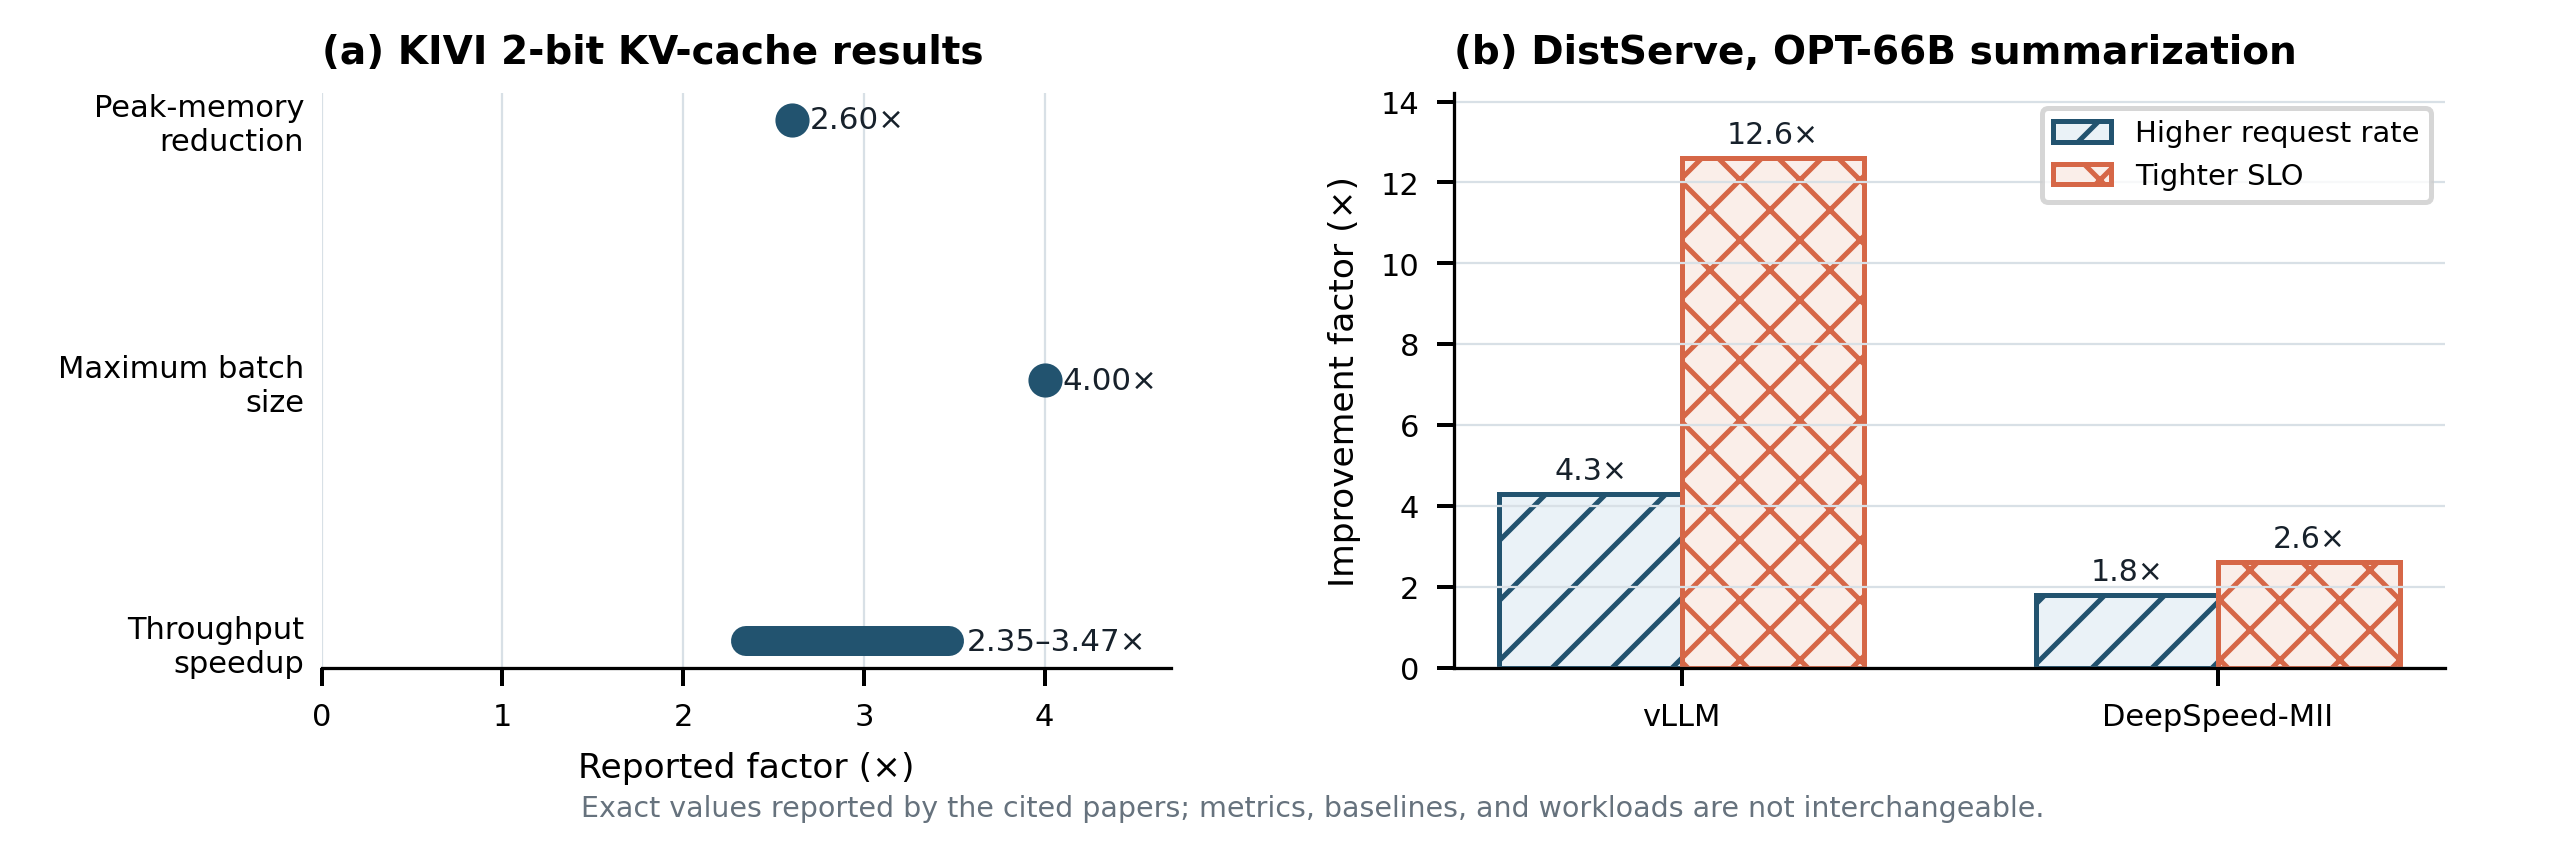 (a) KIVI 2-bit KV-cache results
Peak-memory
reduction
2.60×
Maximum batch
size
4.00×
Throughput
speedup
2.35–3.47×
0 1 2 3 4
Reported factor (×)
(b) DistServe, OPT-66B summarization
Improvement factor (×)
14
12
10
8
6
4
2
0
Higher request rate
Tighter SLO
4.3×
12.6×
1.8×
2.6×
vLLM
DeepSpeed-MII
Exact values reported by the cited papers; metrics, baselines, and workloads are not interchangeable.